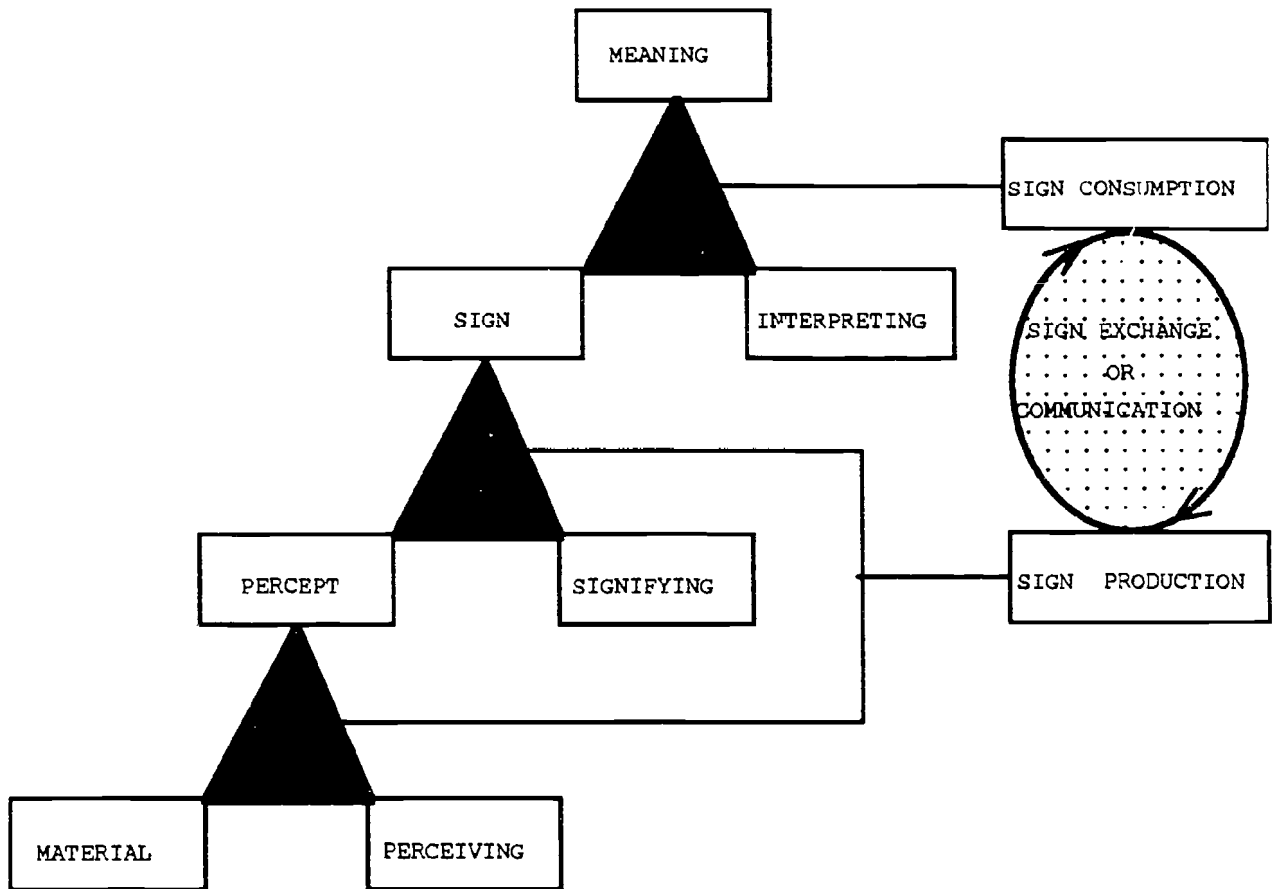 MEANING
SIGN CONSUMPTION
SIGN
INTERPRETING
SIGN EXCHANGE
OR
COMMUNICATION
PERCEPT
SIGNIFYING
SIGN PRODUCTION
MATERIAL
PERCEIVING